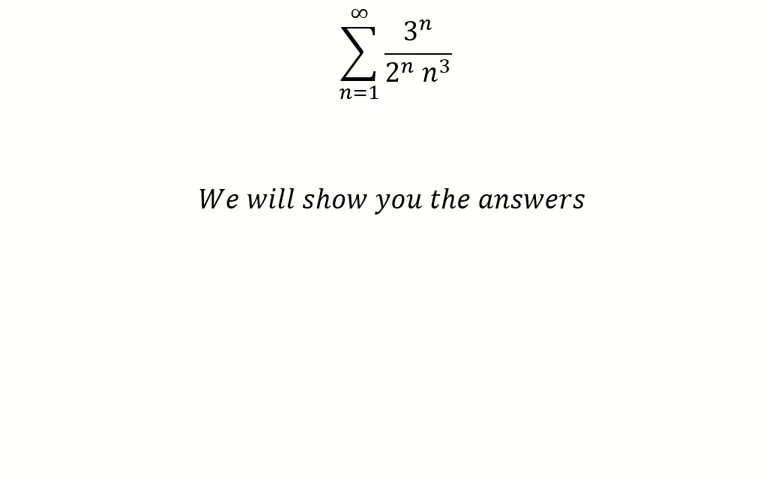 ∞
∑ 3ⁿ / 2ⁿ n³
n=1
We will show you the answers